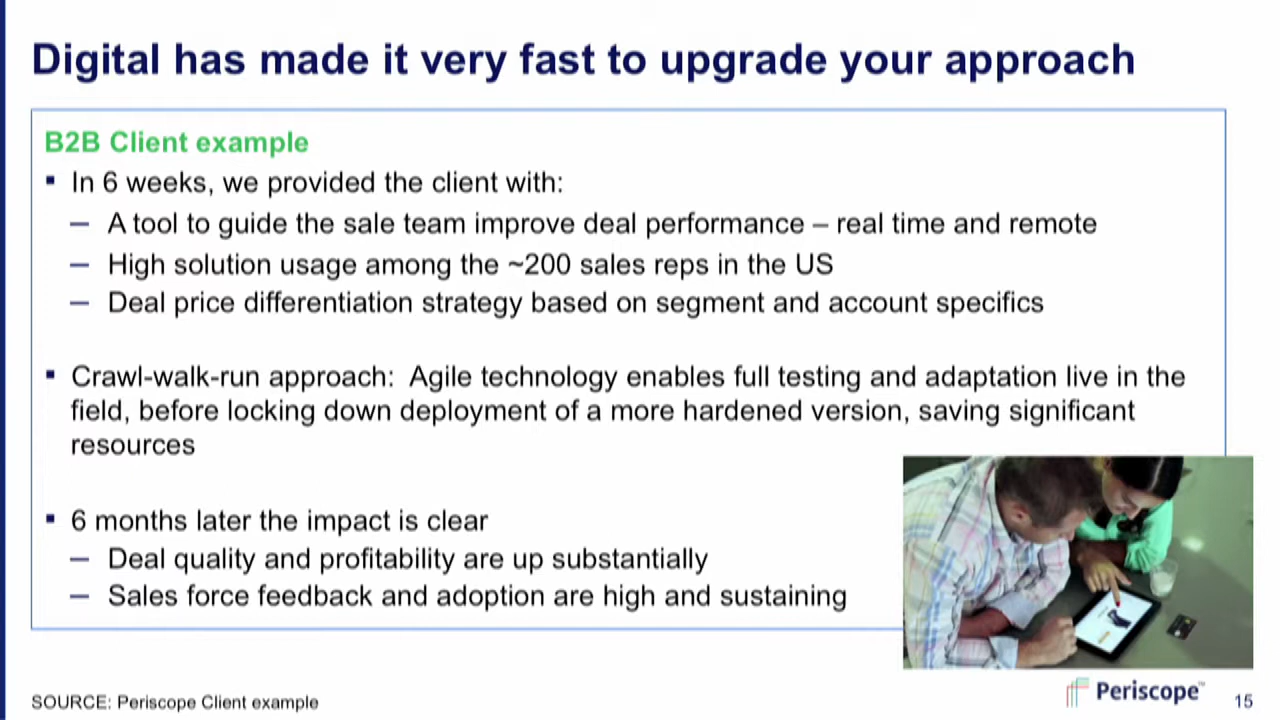 Digital has made it very fast to upgrade your approach
B2B Client example
▪ In 6 weeks, we provided the client with:
– A tool to guide the sale team improve deal performance – real time and remote
– High solution usage among the ~200 sales reps in the US
– Deal price differentiation strategy based on segment and account specifics
▪ Crawl-walk-run approach:  Agile technology enables full testing and adaptation live in the
field, before locking down deployment of a more hardened version, saving significant
resources
▪ 6 months later the impact is clear
– Deal quality and profitability are up substantially
– Sales force feedback and adoption are high and sustaining
SOURCE: Periscope Client example
Periscope™
15